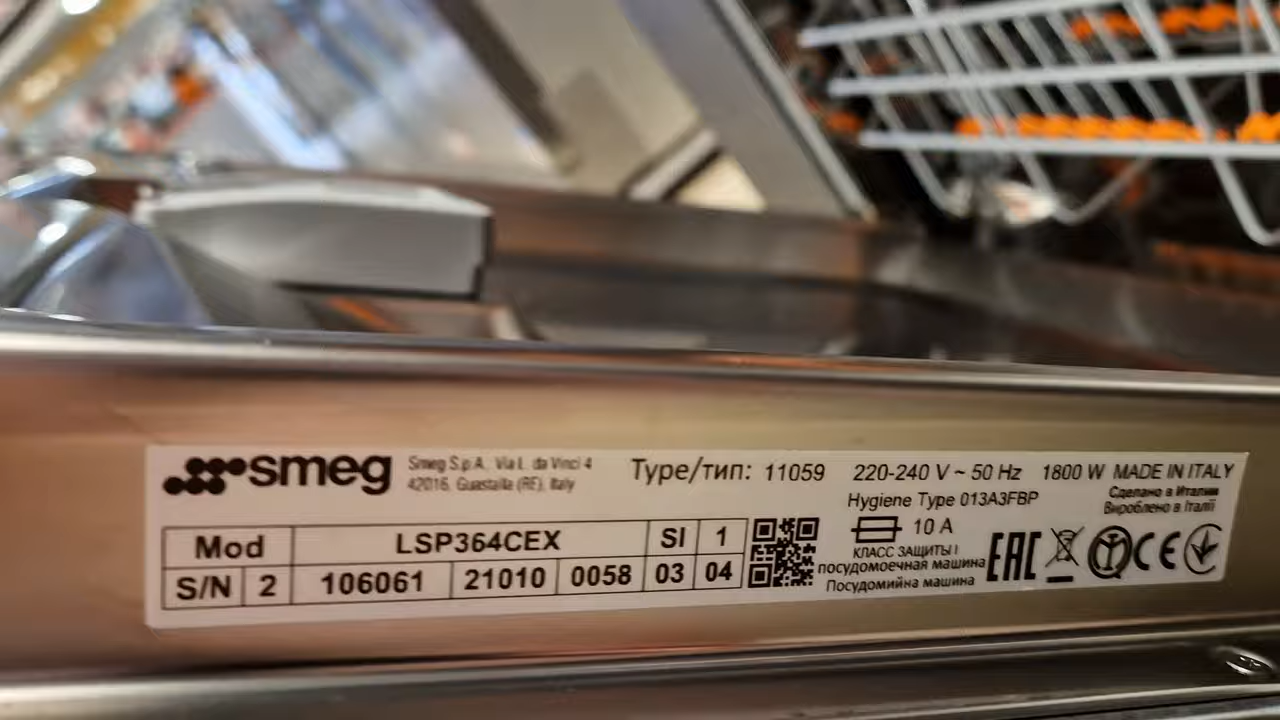 smeg
Smeg S.p.A. Via L. da Vinci 4
42016, Guastalla (RE), Italy
Type/тип: 11059 220-240 V ~ 50 Hz 1800 W MADE IN ITALY
Hygiene Type 013A3FBP
Сделано в Италии
Вироблено в Італії
10 A
Mod LSP364CEX SI 1
S/N 2 106061 21010 0058 03 04
КЛАСС ЗАЩИТЫ I
посудомоечная машина
Посудомийна машина
EAC
CE